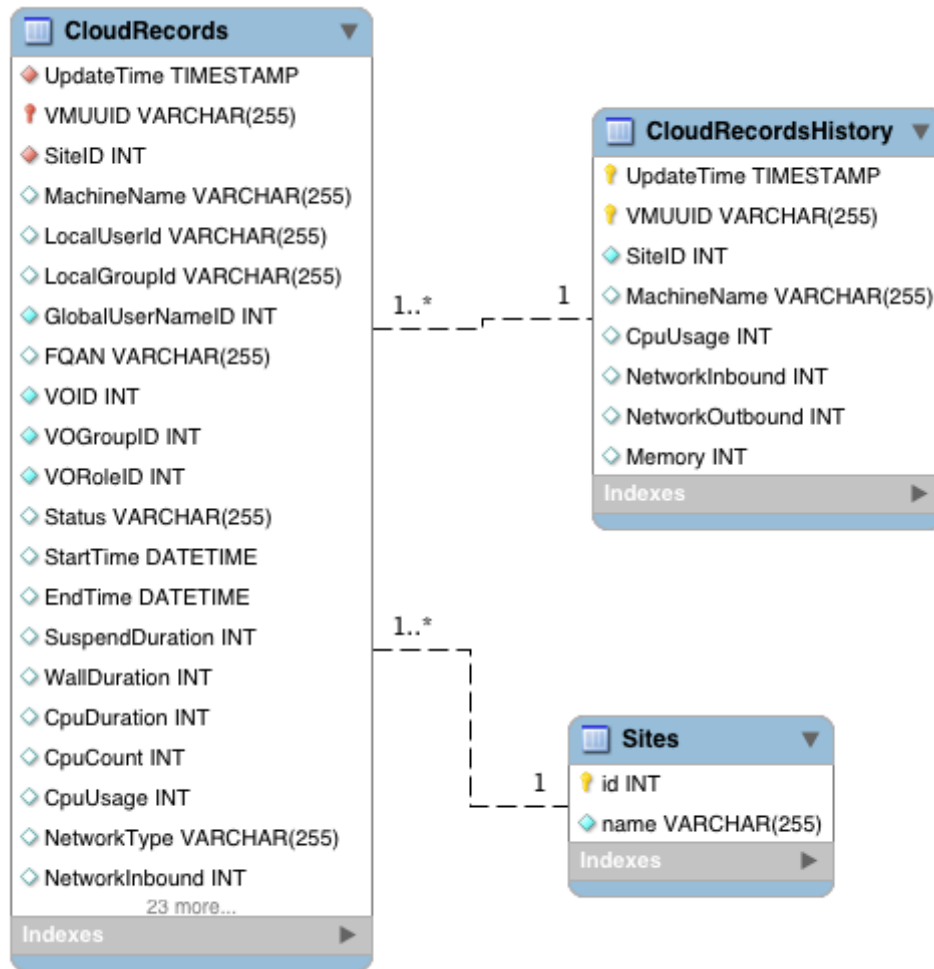 CloudRecords
UpdateTime TIMESTAMP
VMUUID VARCHAR(255)
SiteID INT
MachineName VARCHAR(255)
LocalUserId VARCHAR(255)
LocalGroupId VARCHAR(255)
GlobalUserNameID INT
FQAN VARCHAR(255)
VOID INT
VOGroupID INT
VORoleID INT
Status VARCHAR(255)
StartTime DATETIME
EndTime DATETIME
SuspendDuration INT
WallDuration INT
CpuDuration INT
CpuCount INT
CpuUsage INT
NetworkType VARCHAR(255)
NetworkInbound INT
23 more...
Indexes
1..*
1
CloudRecordsHistory
UpdateTime TIMESTAMP
VMUUID VARCHAR(255)
SiteID INT
MachineName VARCHAR(255)
CpuUsage INT
NetworkInbound INT
NetworkOutbound INT
Memory INT
Indexes
1..*
1
Sites
id INT
name VARCHAR(255)
Indexes